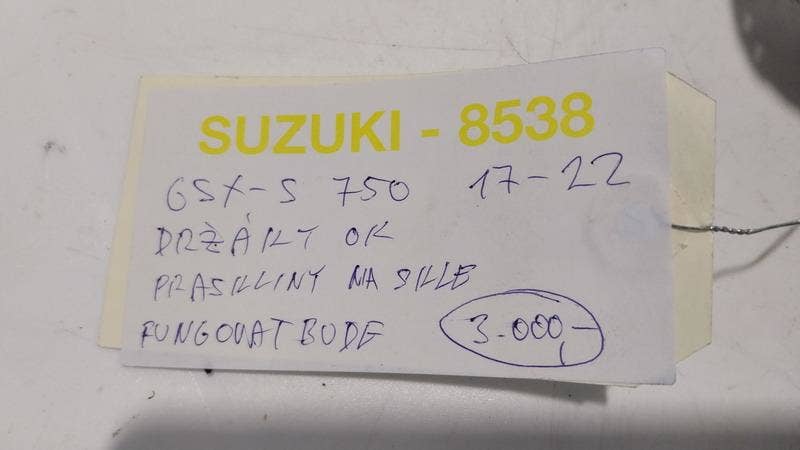 SUZUKI - 8538
GSX-S 750 17-22
DRŽÁKY OK
PRASKLINY NA SKLE
FUNGOVAT BUDE 3.000,-